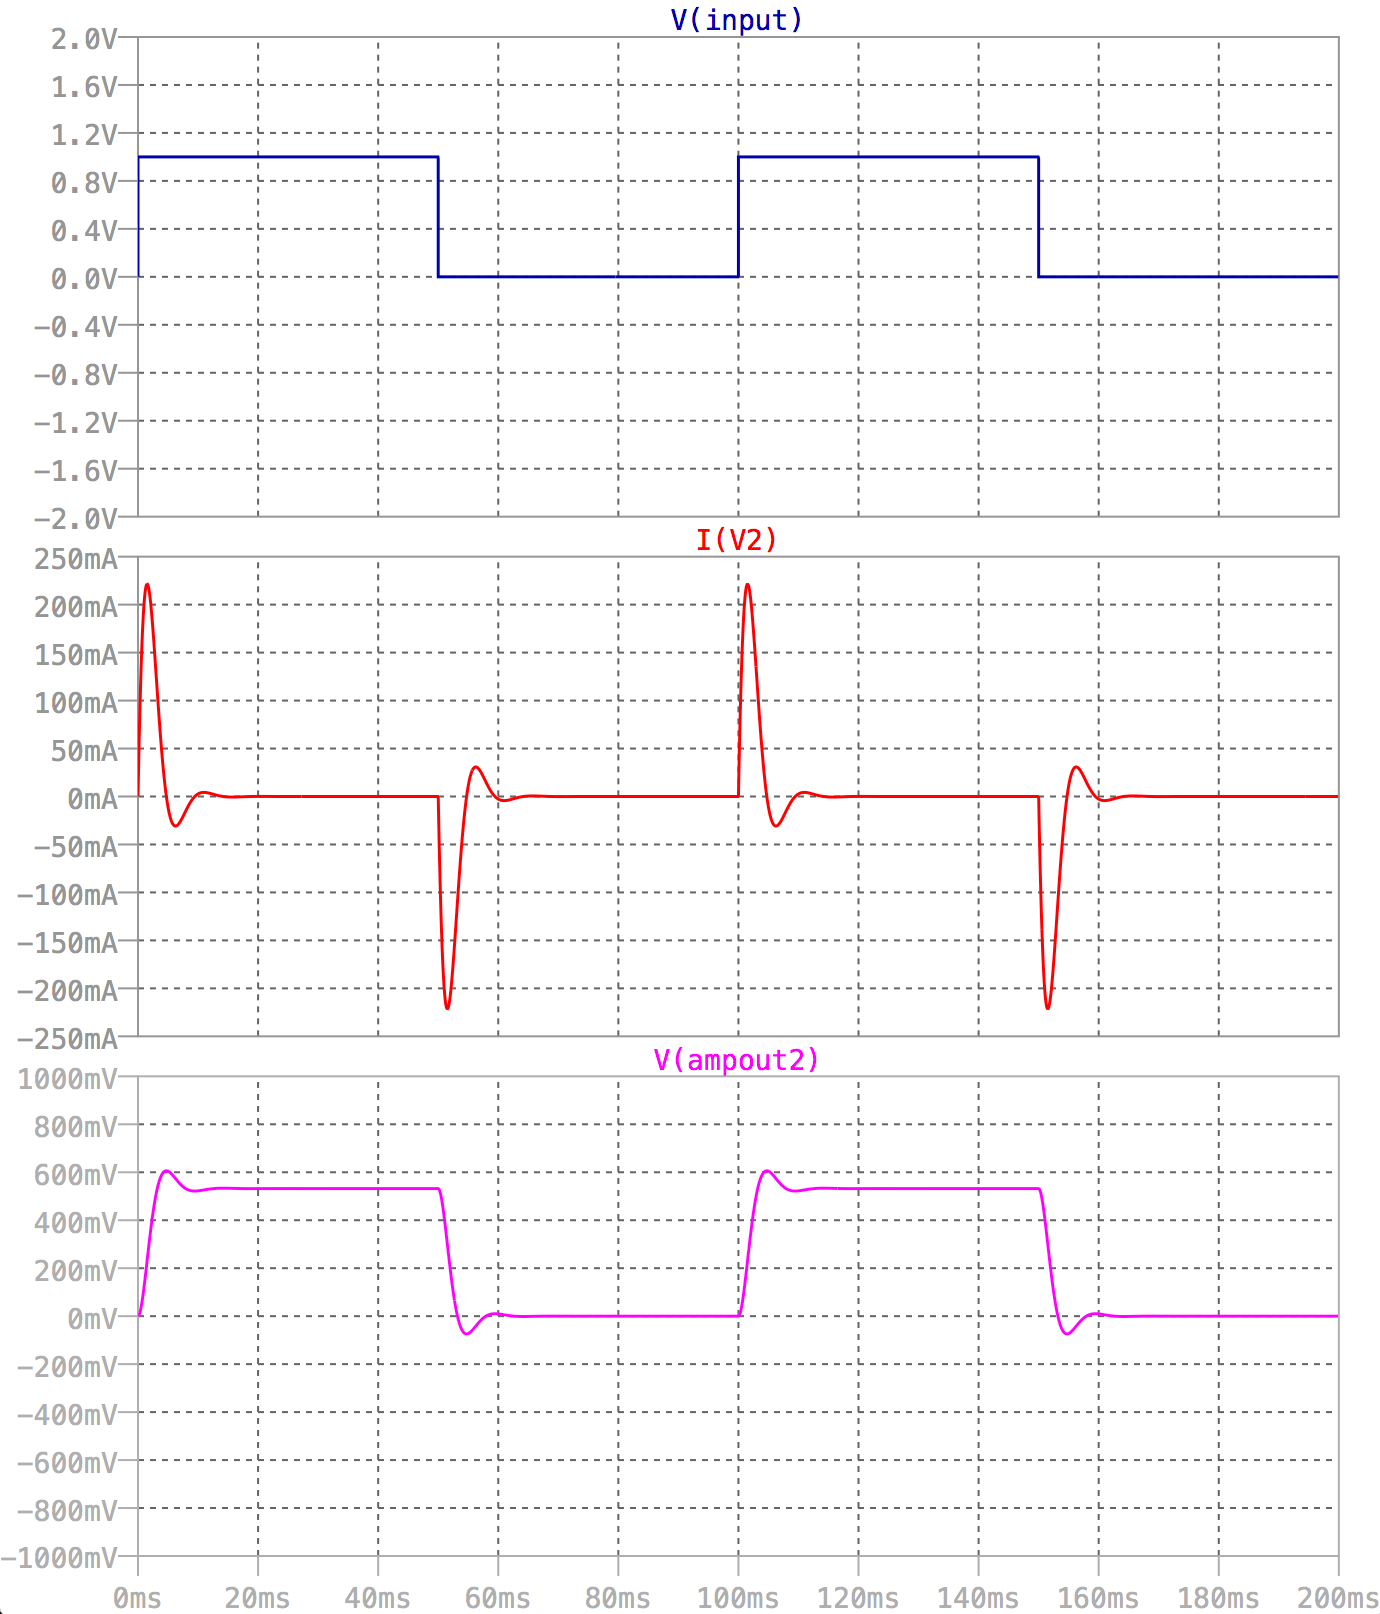 V(input)
2.0V
1.6V
1.2V
0.8V
0.4V
0.0V
−0.4V
−0.8V
−1.2V
−1.6V
−2.0V
I(V2)
250mA
200mA
150mA
100mA
50mA
0mA
−50mA
−100mA
−150mA
−200mA
−250mA
V(ampout2)
1000mV
800mV
600mV
400mV
200mV
0mV
−200mV
−400mV
−600mV
−800mV
−1000mV
0ms 20ms 40ms 60ms 80ms 100ms 120ms 140ms 160ms 180ms 200ms